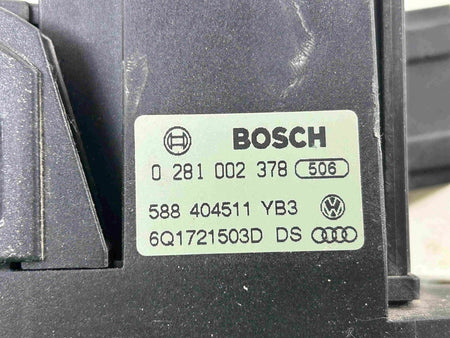 BOSCH
0 281 002 378 506
588 404511 YB3
6Q1721503D DS